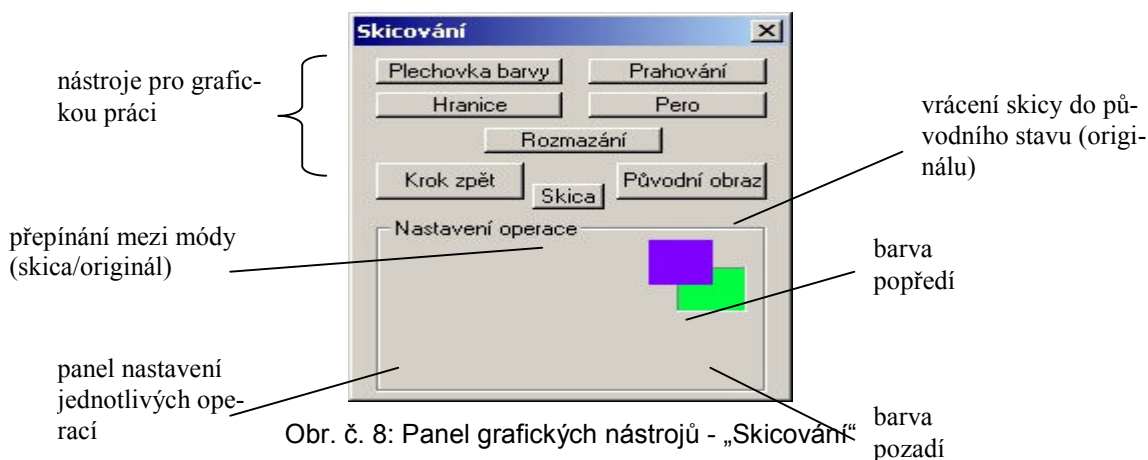 Skicování
nástroje pro grafic-
kou práci
Plechovka barvy
Prahování
Hranice
Pero
Rozmazání
Krok zpět
Skica
Původní obraz
Nastavení operace
vrácení skicy do pů-
vodního stavu (origi-
nálu)
přepínání mezi módy
(skica/originál)
barva
popředí
panel nastavení
jednotlivých ope-
rací
barva
pozadí
Obr. č. 8: Panel grafických nástrojů - „Skicování“